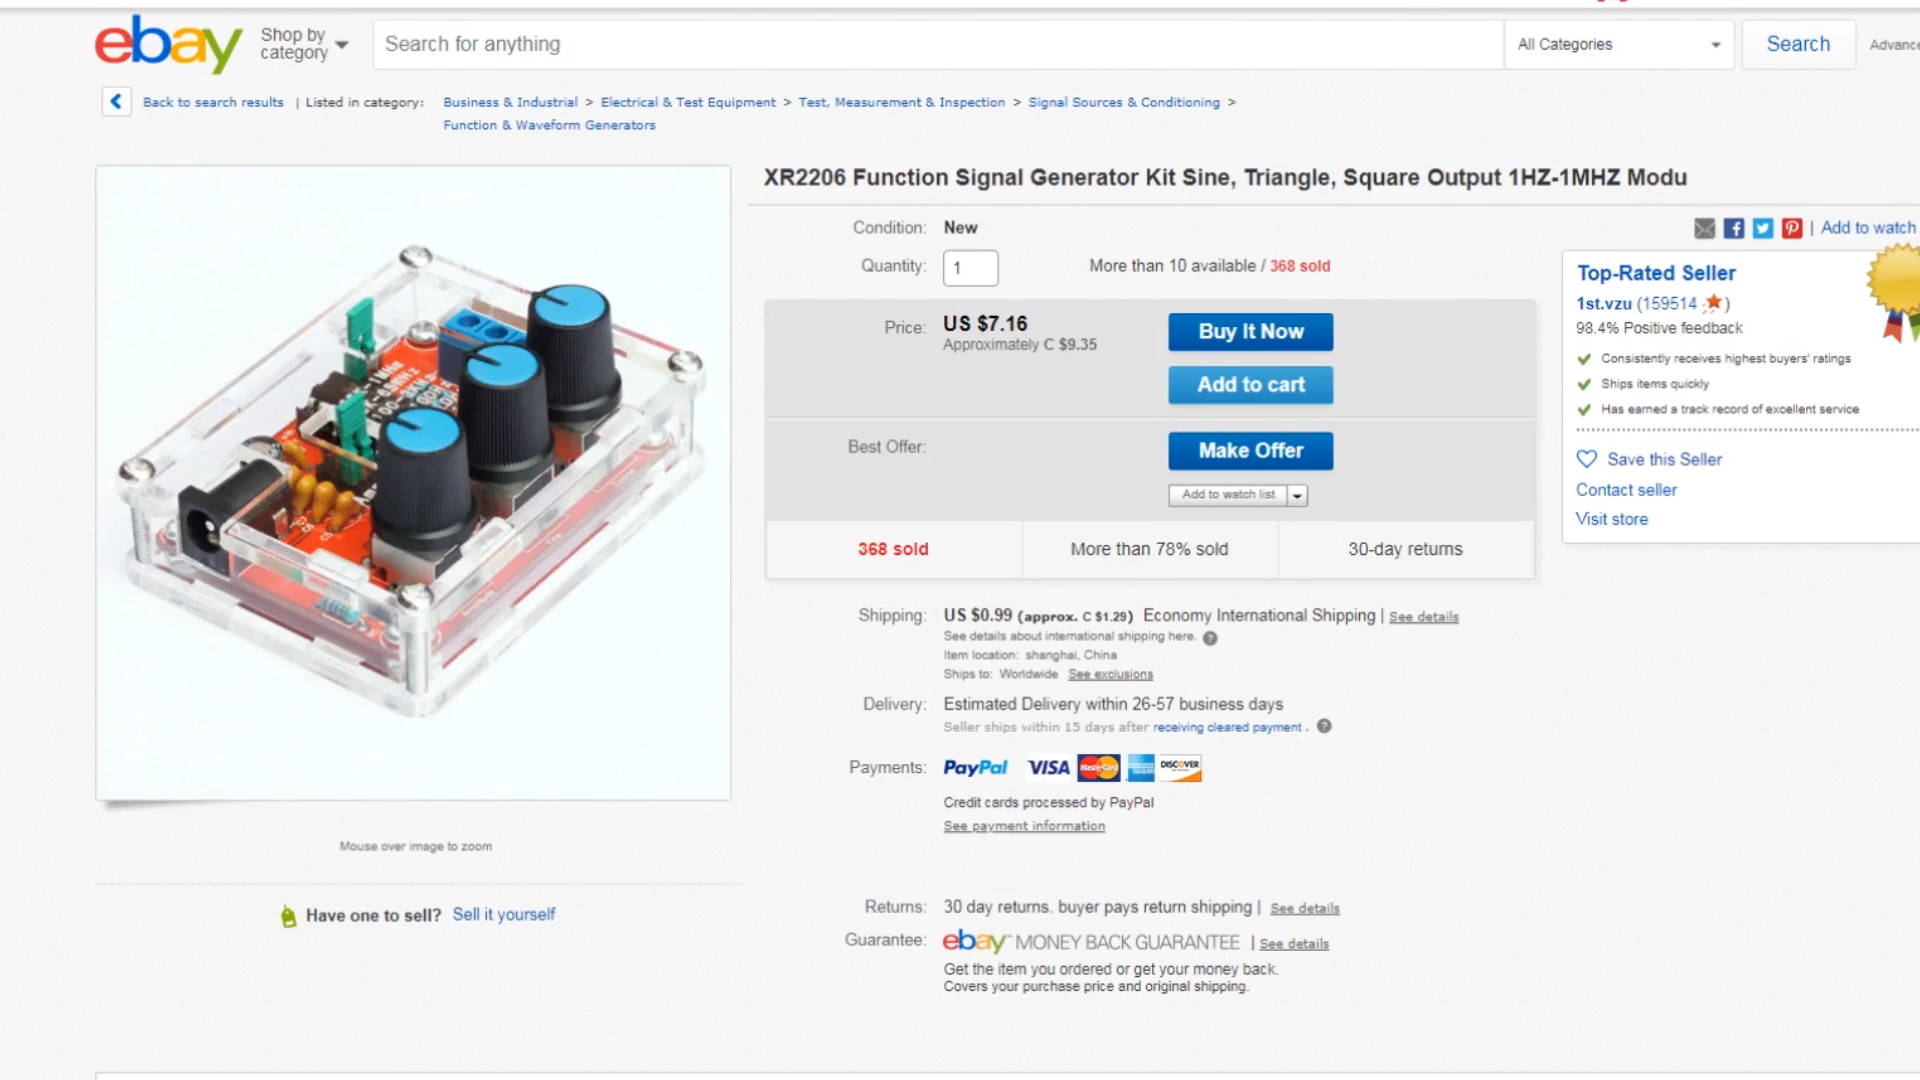 ebay
Shop by category
Search for anything
All Categories
Search
Advance
Back to search results | Listed in category: Business & Industrial > Electrical & Test Equipment > Test, Measurement & Inspection > Signal Sources & Conditioning >
Function & Waveform Generators
XR2206 Function Signal Generator Kit Sine, Triangle, Square Output 1HZ-1MHZ Modu
Condition: New
| Add to watch
Quantity: 1 More than 10 available / 368 sold
Price: US $7.16
Approximately C $9.35
Buy It Now
Add to cart
Best Offer:
Make Offer
Add to watch list
368 sold
More than 78% sold
30-day returns
Top-Rated Seller
1st.vzu (159514)
98.4% Positive feedback
Consistently receives highest buyers' ratings
Ships items quickly
Has earned a track record of excellent service
Save this Seller
Contact seller
Visit store
Shipping: US $0.99 (approx. C $1.29) Economy International Shipping | See details
See details about international shipping here. ?
Item location: shanghai, China
Ships to: Worldwide See exclusions
Delivery: Estimated Delivery within 26-57 business days
Seller ships within 15 days after receiving cleared payment . ?
Payments: PayPal VISA MasterCard DISCOVER
Credit cards processed by PayPal
See payment information
Mouse over image to zoom
Have one to sell? Sell it yourself
Returns: 30 day returns. buyer pays return shipping | See details
Guarantee: ebay MONEY BACK GUARANTEE | See details
Get the item you ordered or get your money back.
Covers your purchase price and original shipping.